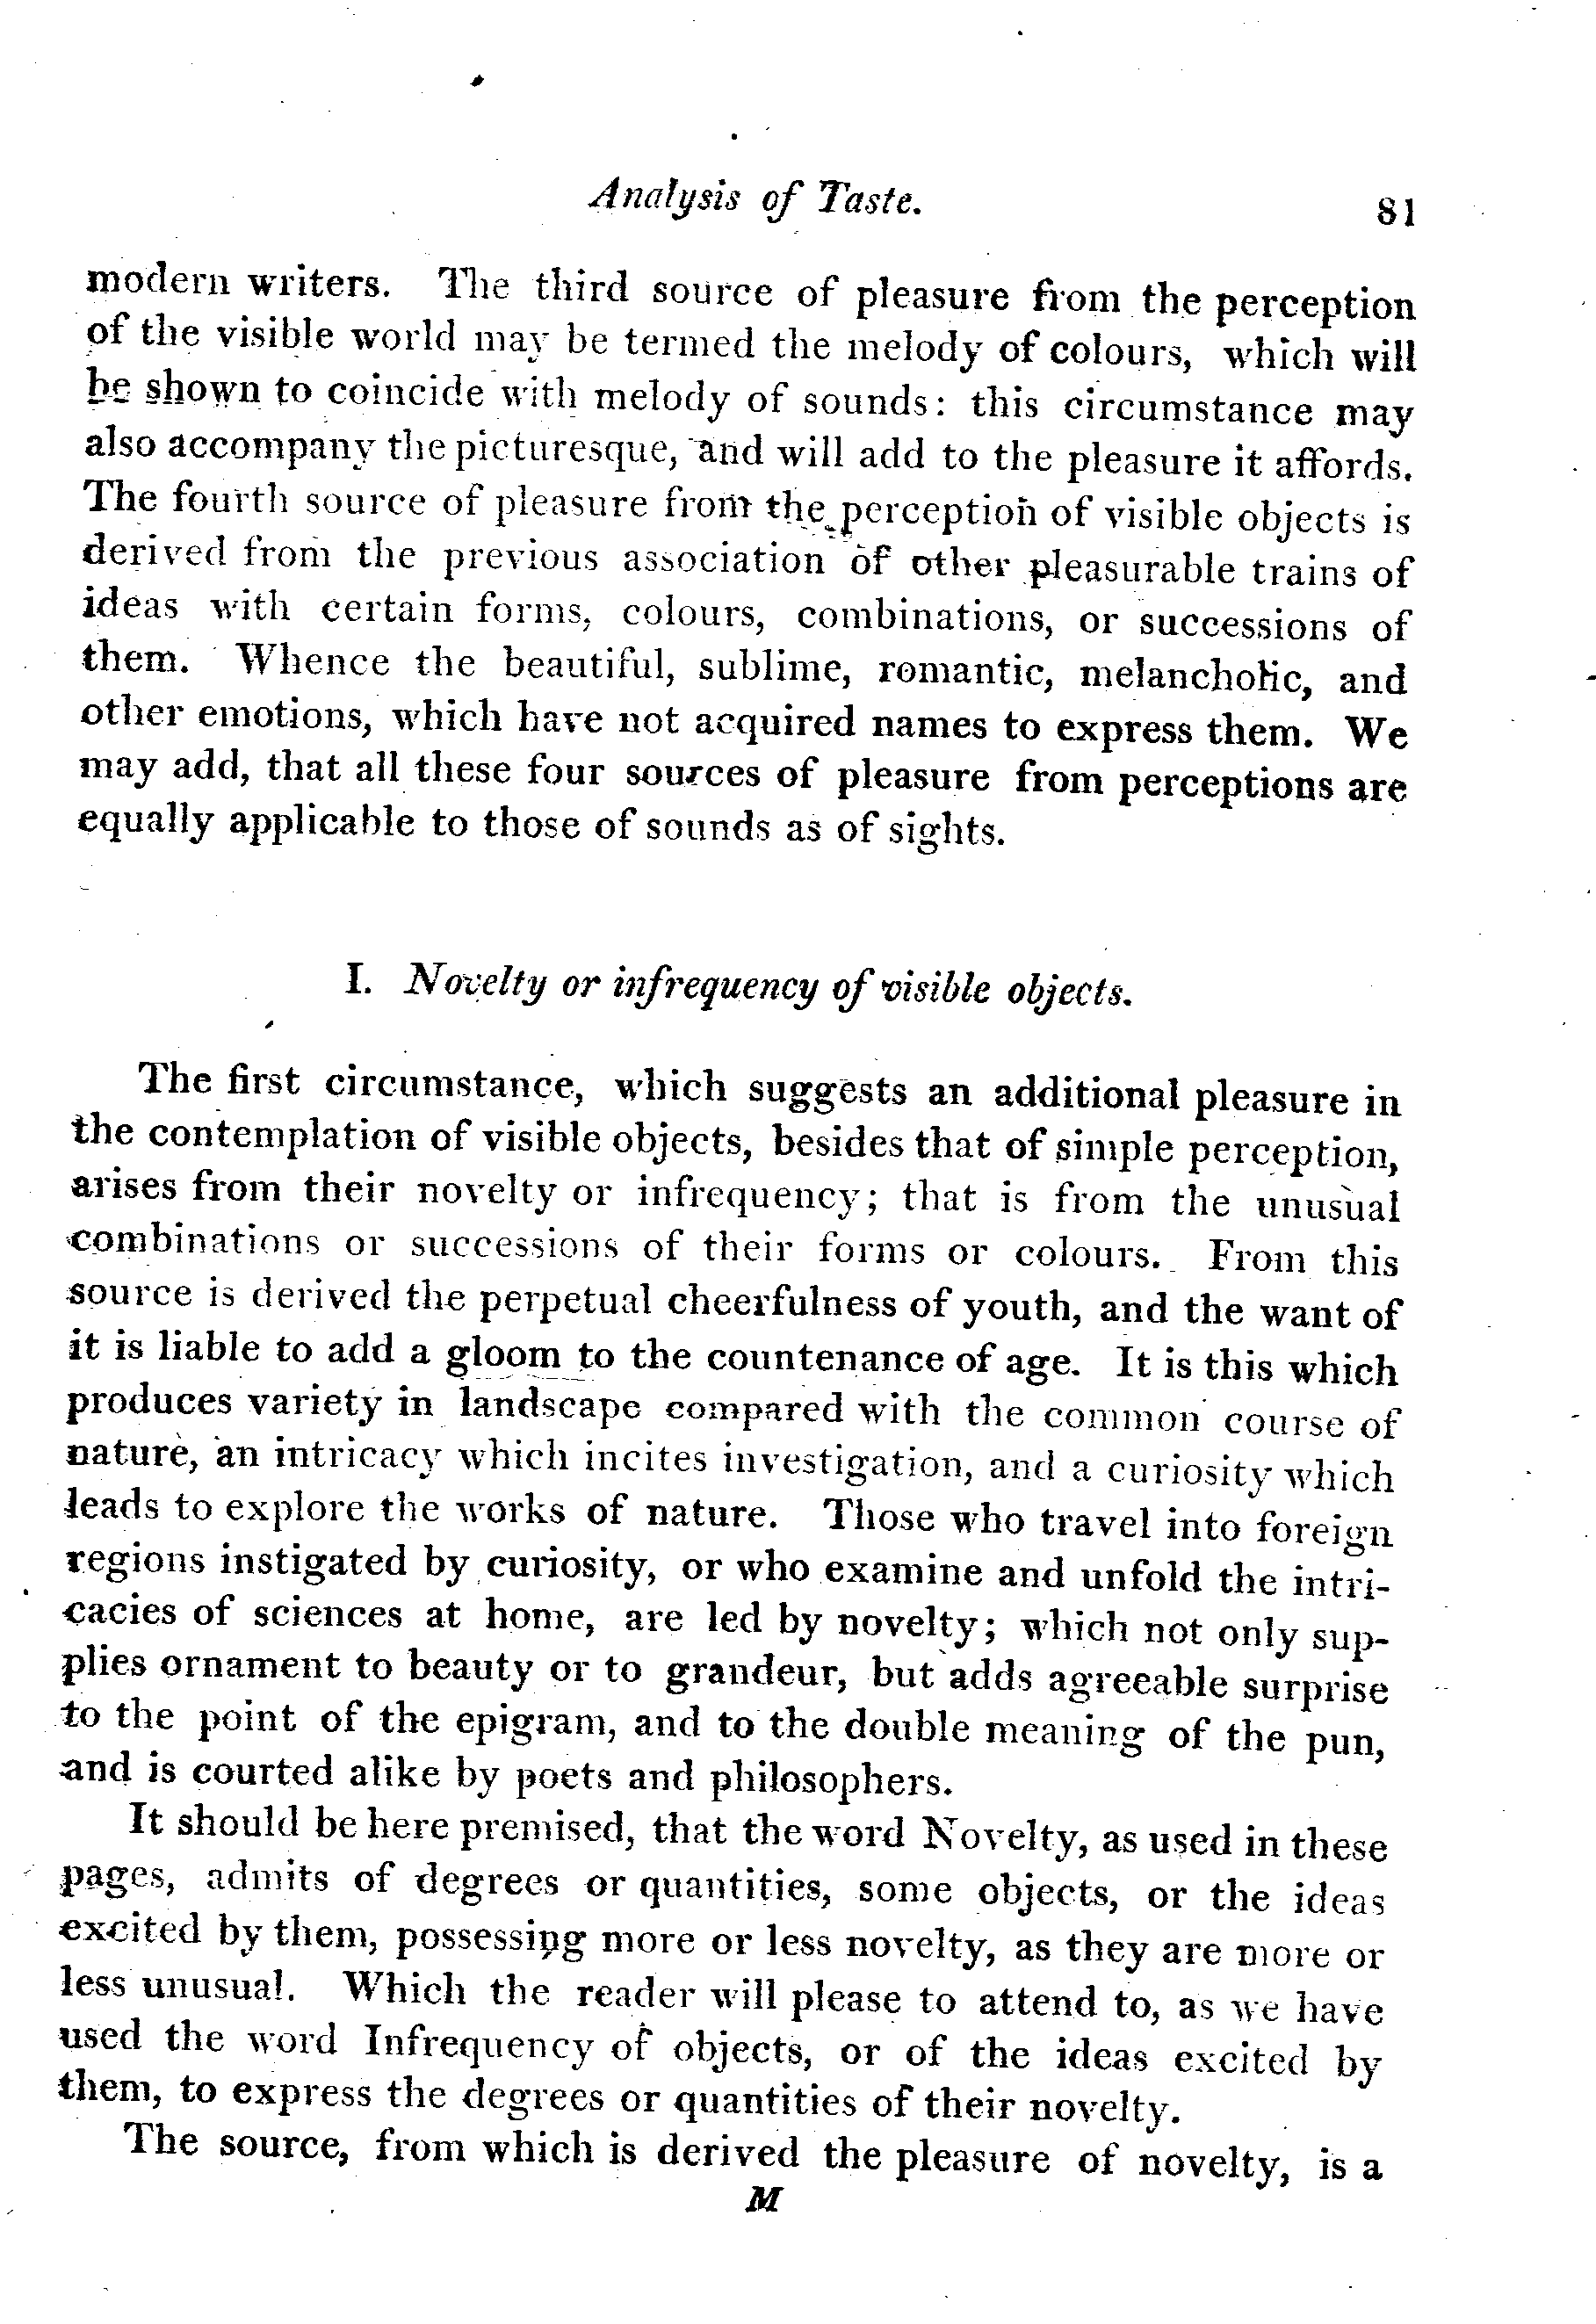 Analysis of Taste. 81
modern writers. The third source of pleasure from the perception
of the visible world may be termed the melody of colours, which will
be shown to coincide with melody of sounds: this circumstance may
also accompany the picturesque, and will add to the pleasure it affords.
The fourth source of pleasure from the perception of visible objects is
derived from the previous association of other pleasurable trains of
ideas with certain forms, colours, combinations, or successions of
them. Whence the beautiful, sublime, romantic, melancholic, and
other emotions, which have not acquired names to express them. We
may add, that all these four sources of pleasure from perceptions are
equally applicable to those of sounds as of sights.
I. Novelty or infrequency of visible objects.
The first circumstance, which suggests an additional pleasure in
the contemplation of visible objects, besides that of simple perception,
arises from their novelty or infrequency; that is from the unusual
combinations or successions of their forms or colours. From this
source is derived the perpetual cheerfulness of youth, and the want of
it is liable to add a gloom to the countenance of age. It is this which
produces variety in landscape compared with the common course of
nature, an intricacy which incites investigation, and a curiosity which
leads to explore the works of nature. Those who travel into foreign
regions instigated by curiosity, or who examine and unfold the intri-
cacies of sciences at home, are led by novelty; which not only sup-
plies ornament to beauty or to grandeur, but adds agreeable surprise
to the point of the epigram, and to the double meaning of the pun,
and is courted alike by poets and philosophers.
It should be here premised, that the word Novelty, as used in these
pages, admits of degrees or quantities, some objects, or the ideas
excited by them, possessing more or less novelty, as they are more or
less unusual. Which the reader will please to attend to, as we have
used the word Infrequency of objects, or of the ideas excited by
them, to express the degrees or quantities of their novelty.
The source, from which is derived the pleasure of novelty, is a
M